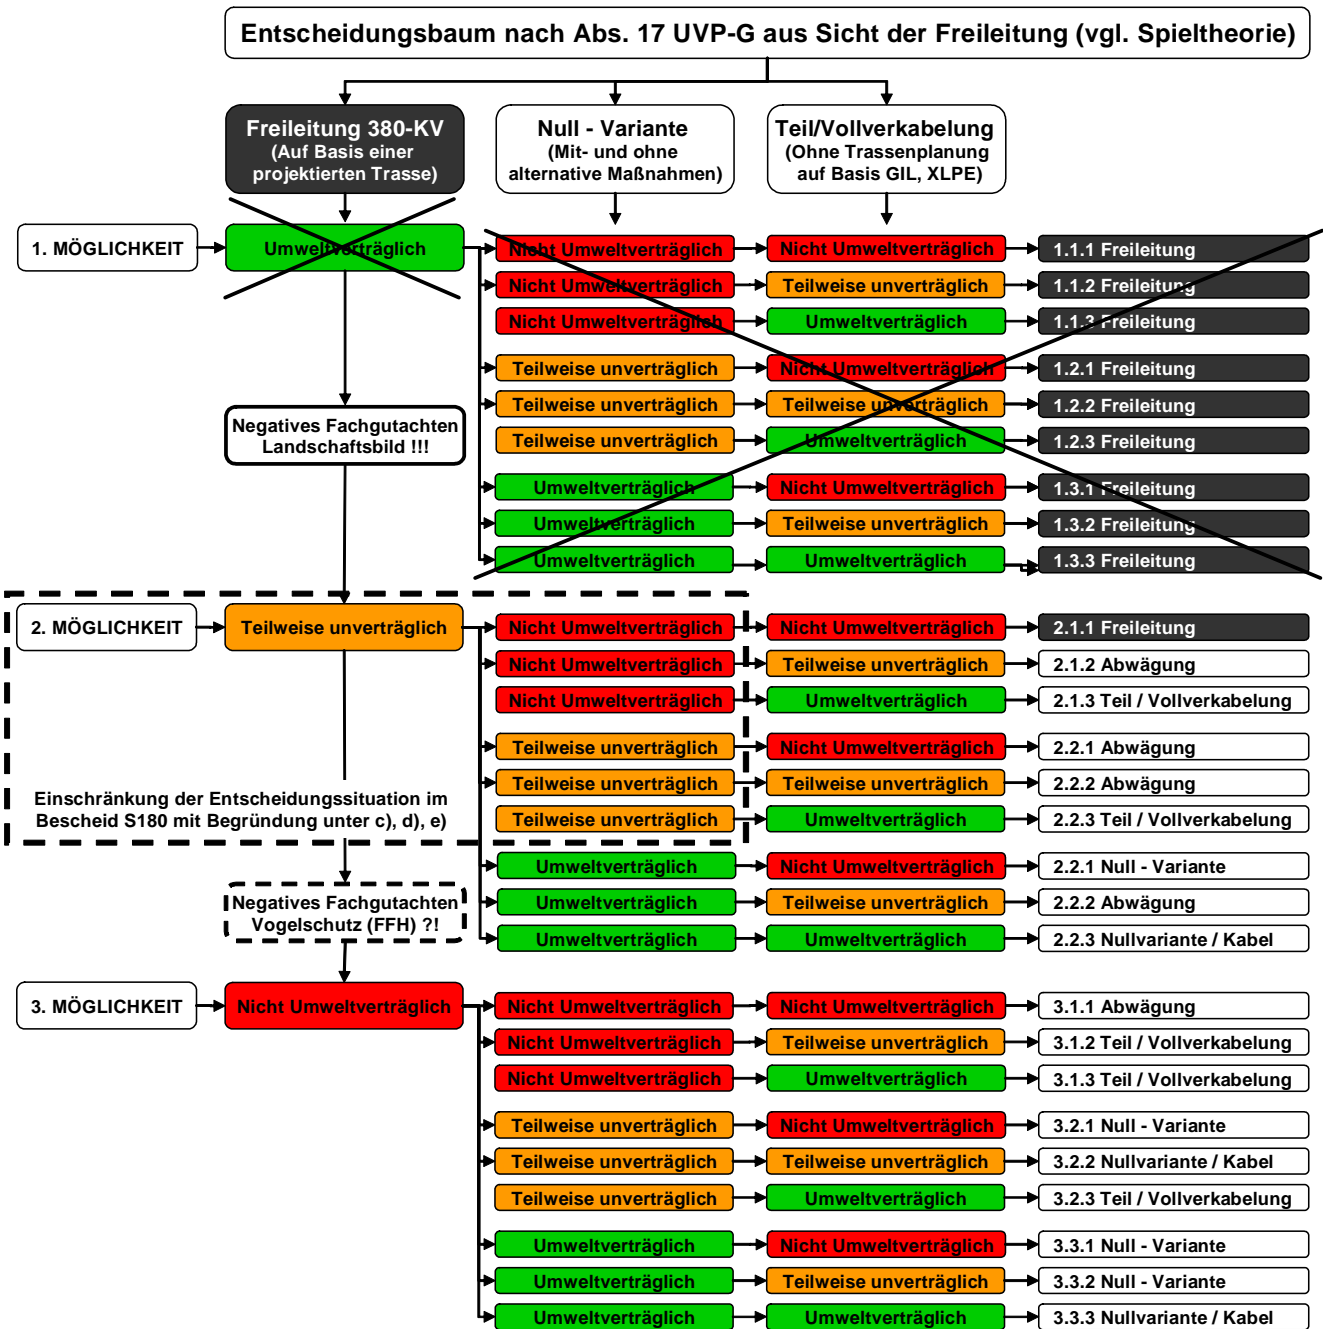 Entscheidungsbaum nach Abs. 17 UVP-G aus Sicht der Freileitung (vgl. Spieltheorie)
Freileitung 380-KV
(Auf Basis einer
projektierten Trasse)
Null - Variante
(Mit- und ohne
alternative Maßnahmen)
Teil/Vollverkabelung
(Ohne Trassenplanung
auf Basis GIL, XLPE)
1. MÖGLICHKEIT
Umweltverträglich
Nicht Umweltverträglich
Nicht Umweltverträglich
1.1.1 Freileitung
Nicht Umweltverträglich
Teilweise unverträglich
1.1.2 Freileitung
Nicht Umweltverträglich
Umweltverträglich
1.1.3 Freileitung
Teilweise unverträglich
Nicht Umweltverträglich
1.2.1 Freileitung
Teilweise unverträglich
Teilweise unverträglich
1.2.2 Freileitung
Teilweise unverträglich
Umweltverträglich
1.2.3 Freileitung
Negatives Fachgutachten
Landschaftsbild !!!
Umweltverträglich
Nicht Umweltverträglich
1.3.1 Freileitung
Umweltverträglich
Teilweise unverträglich
1.3.2 Freileitung
Umweltverträglich
Umweltverträglich
1.3.3 Freileitung
2. MÖGLICHKEIT
Teilweise unverträglich
Nicht Umweltverträglich
Nicht Umweltverträglich
2.1.1 Freileitung
Nicht Umweltverträglich
Teilweise unverträglich
2.1.2 Abwägung
Nicht Umweltverträglich
Umweltverträglich
2.1.3 Teil / Vollverkabelung
Teilweise unverträglich
Nicht Umweltverträglich
2.2.1 Abwägung
Teilweise unverträglich
Teilweise unverträglich
2.2.2 Abwägung
Teilweise unverträglich
Umweltverträglich
2.2.3 Teil / Vollverkabelung
Einschränkung der Entscheidungssituation im
Bescheid S180 mit Begründung unter c), d), e)
Umweltverträglich
Nicht Umweltverträglich
2.2.1 Null - Variante
Umweltverträglich
Teilweise unverträglich
2.2.2 Abwägung
Umweltverträglich
Umweltverträglich
2.2.3 Nullvariante / Kabel
Negatives Fachgutachten
Vogelschutz (FFH) ?!
3. MÖGLICHKEIT
Nicht Umweltverträglich
Nicht Umweltverträglich
Nicht Umweltverträglich
3.1.1 Abwägung
Nicht Umweltverträglich
Teilweise unverträglich
3.1.2 Teil / Vollverkabelung
Nicht Umweltverträglich
Umweltverträglich
3.1.3 Teil / Vollverkabelung
Teilweise unverträglich
Nicht Umweltverträglich
3.2.1 Null - Variante
Teilweise unverträglich
Teilweise unverträglich
3.2.2 Nullvariante / Kabel
Teilweise unverträglich
Umweltverträglich
3.2.3 Teil / Vollverkabelung
Umweltverträglich
Nicht Umweltverträglich
3.3.1 Null - Variante
Umweltverträglich
Teilweise unverträglich
3.3.2 Null - Variante
Umweltverträglich
Umweltverträglich
3.3.3 Nullvariante / Kabel